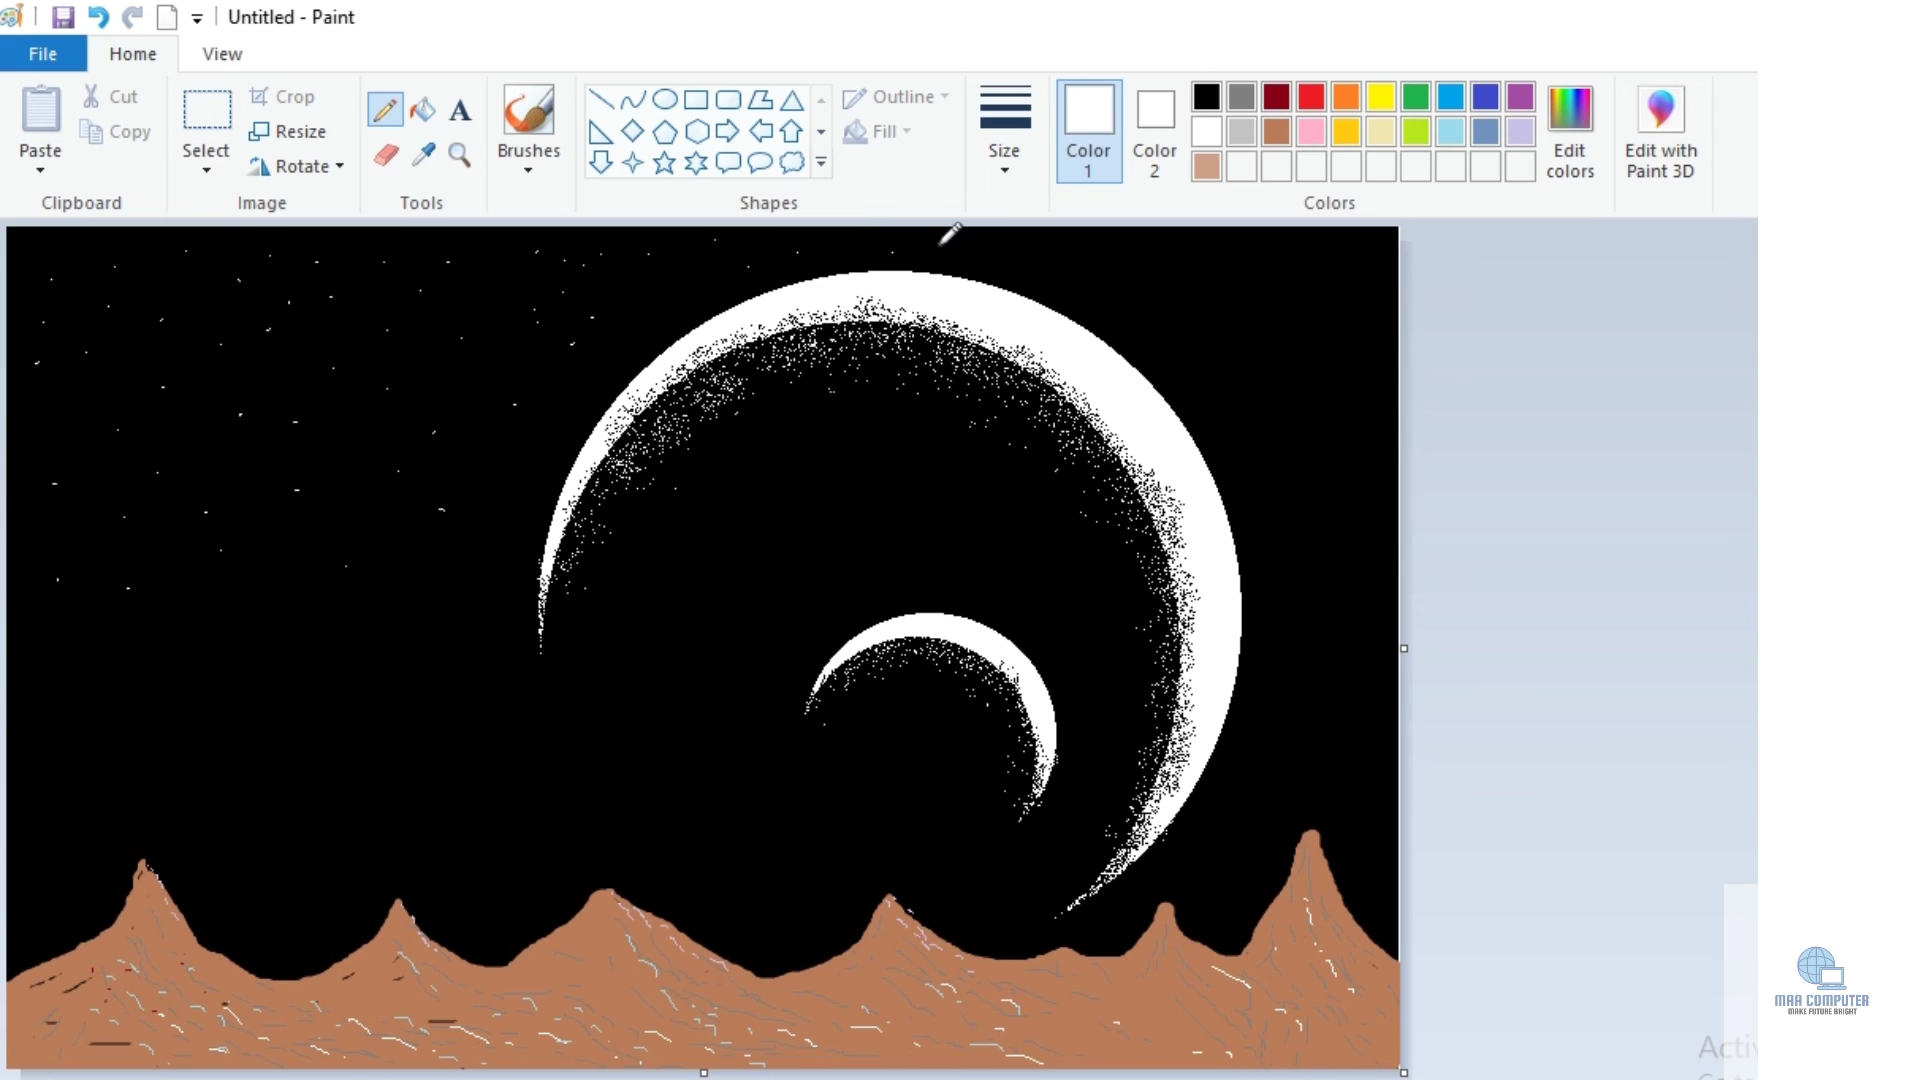 Untitled - Paint
File Home View
Paste
Cut
Copy
Clipboard
Select
Crop
Resize
Rotate
Image
A
Tools
Brushes
Outline
Fill
Shapes
Size
Color 1
Color 2
Edit colors
Colors
Edit with Paint 3D
MAA COMPUTER
MAKE FUTURE BRIGHT